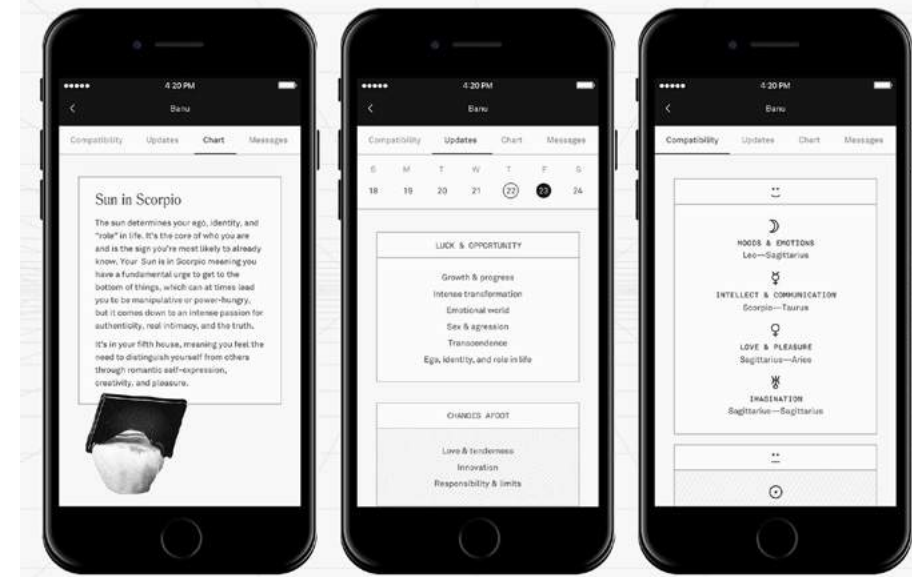 4:20 PM
Banu
Compatibility Updates Chart Messages
Sun in Scorpio
The sun determines your ego, identity, and
"role" in life. It's the core of who you are
and is the sign you're most likely to already
know. Your Sun is in Scorpio meaning you
have a fundamental urge to get to the
bottom of things, which can at times lead
you to be manipulative or power-hungry,
but it comes down to an intense passion for
authenticity, real intimacy, and the truth.
It's in your fifth house, meaning you feel the
need to distinguish yourself from others
through romantic self-expression,
creativity, and pleasure.
4:20 PM
Banu
Compatibility Updates Chart Messages
S M T W T F S
18 19 20 21 22 23 24
LUCK & OPPORTUNITY
Growth & progress
Intense transformation
Emotional world
Sex & agression
Transcendence
Ego, identity, and role in life
CHANGES AFOOT
Love & tenderness
Innovation
Responsibility & limits
4:20 PM
Banu
Compatibility Updates Chart Messages
MOODS & EMOTIONS
Leo—Sagittarius
INTELLECT & COMMUNICATION
Scorpio—Taurus
LOVE & PLEASURE
Sagittarius—Aries
IMAGINATION
Sagittarius—Sagittarius